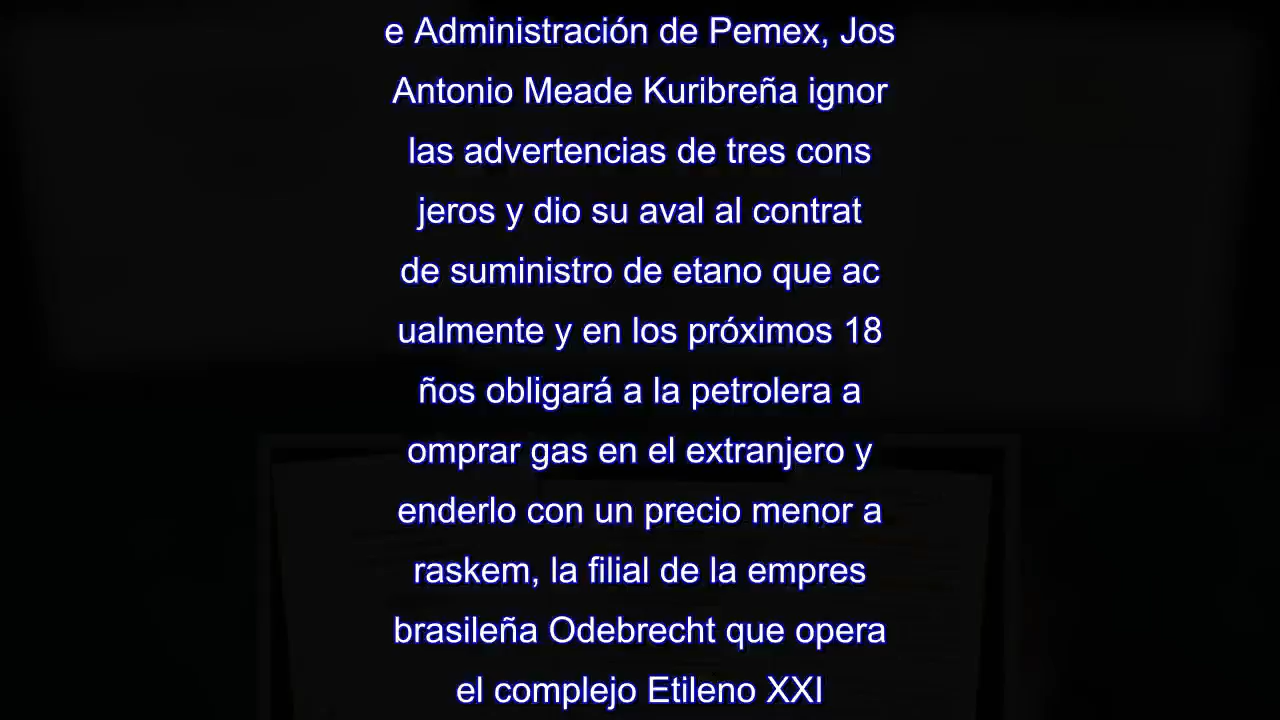 e Administración de Pemex, Jos
Antonio Meade Kuribreña ignor
las advertencias de tres cons
jeros y dio su aval al contrat
de suministro de etano que ac
ualmente y en los próximos 18
ños obligará a la petrolera a
omprar gas en el extranjero y
enderlo con un precio menor a
raskem, la filial de la empres
brasileña Odebrecht que opera
el complejo Etileno XXI